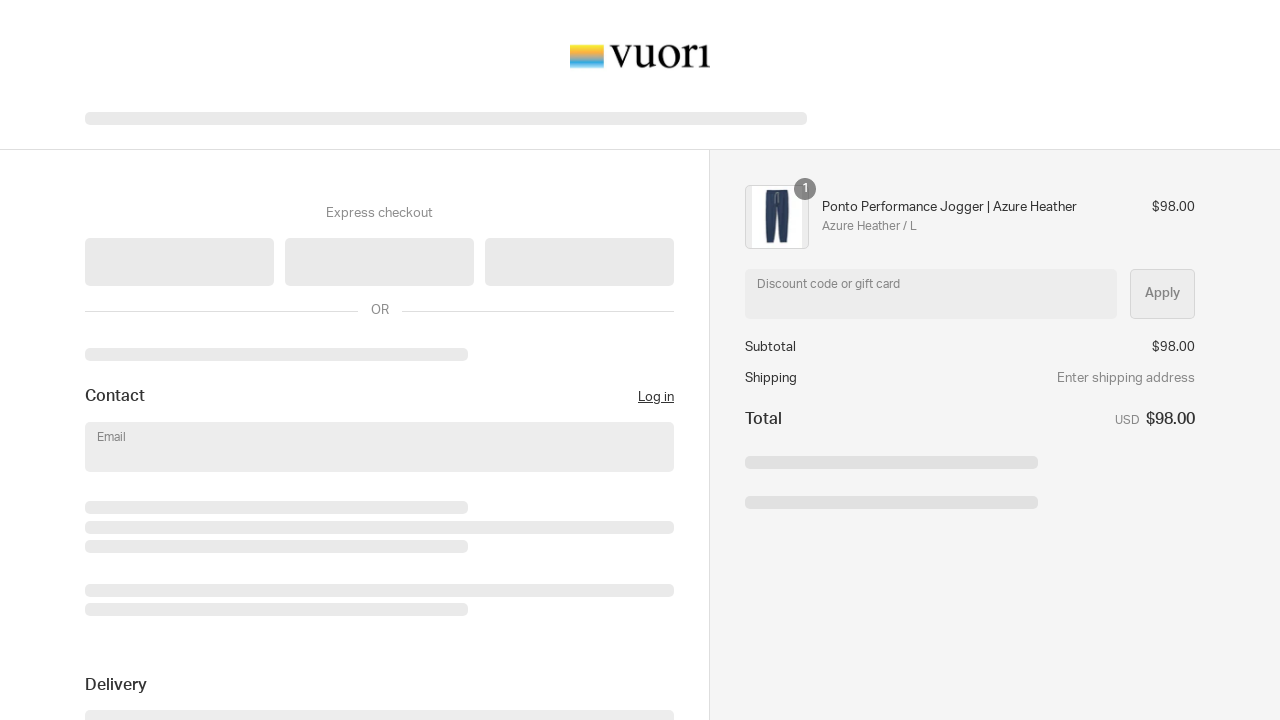 vuori
Express checkout
OR
Contact
Log in
Email
Delivery
1
Ponto Performance Jogger | Azure Heather
$98.00
Azure Heather / L
Discount code or gift card
Apply
Subtotal
$98.00
Shipping
Enter shipping address
Total
USD $98.00